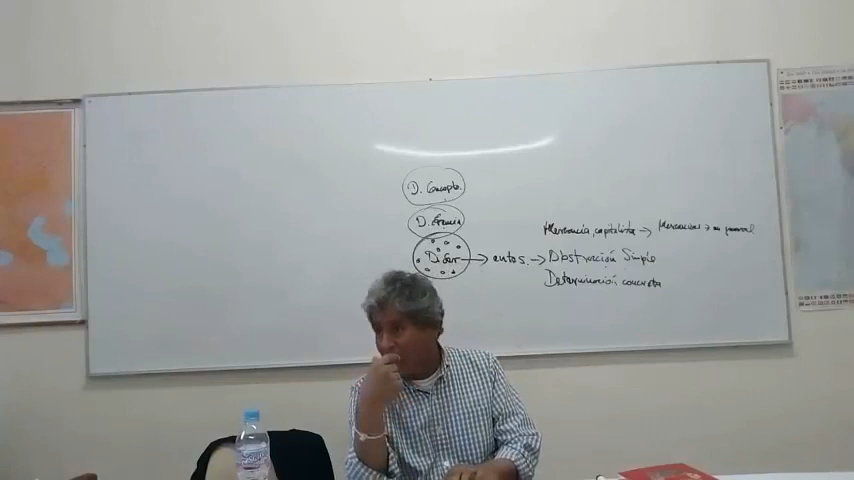 D. Concepto.
D. Esencia
Mercancía capitalista → Mercancías → en general
D. Ser → entes. → Abstracción Simple
Determinación concreta